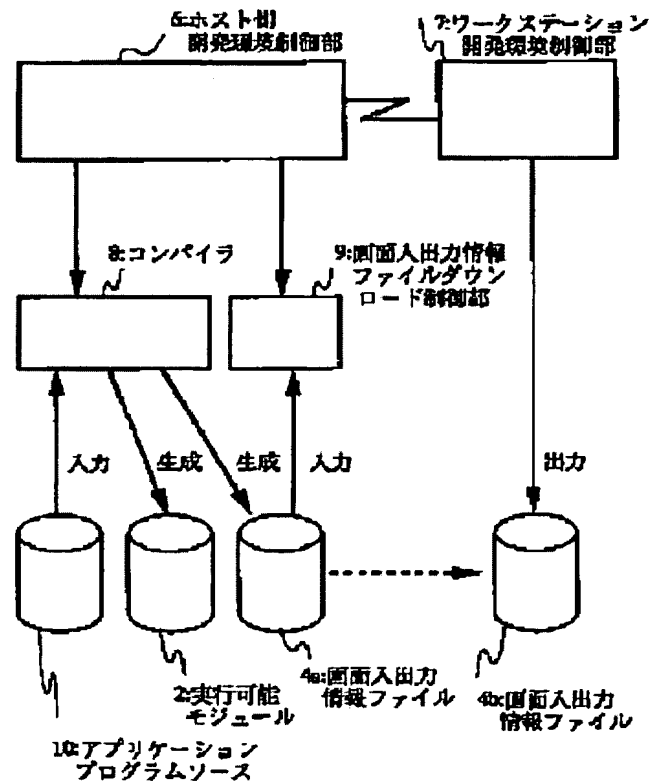 6:ホスト側
開発環境制御部
7:ワークステーション
開発環境制御部
8:コンパイラ
9:画面入出力情報
ファイルダウン
ロード制御部
入力
生成
生成
入力
出力
2:実行可能
モジュール
4a:画面入出力
情報ファイル
4b:画面入出力
情報ファイル
10:アプリケーション
プログラムソース